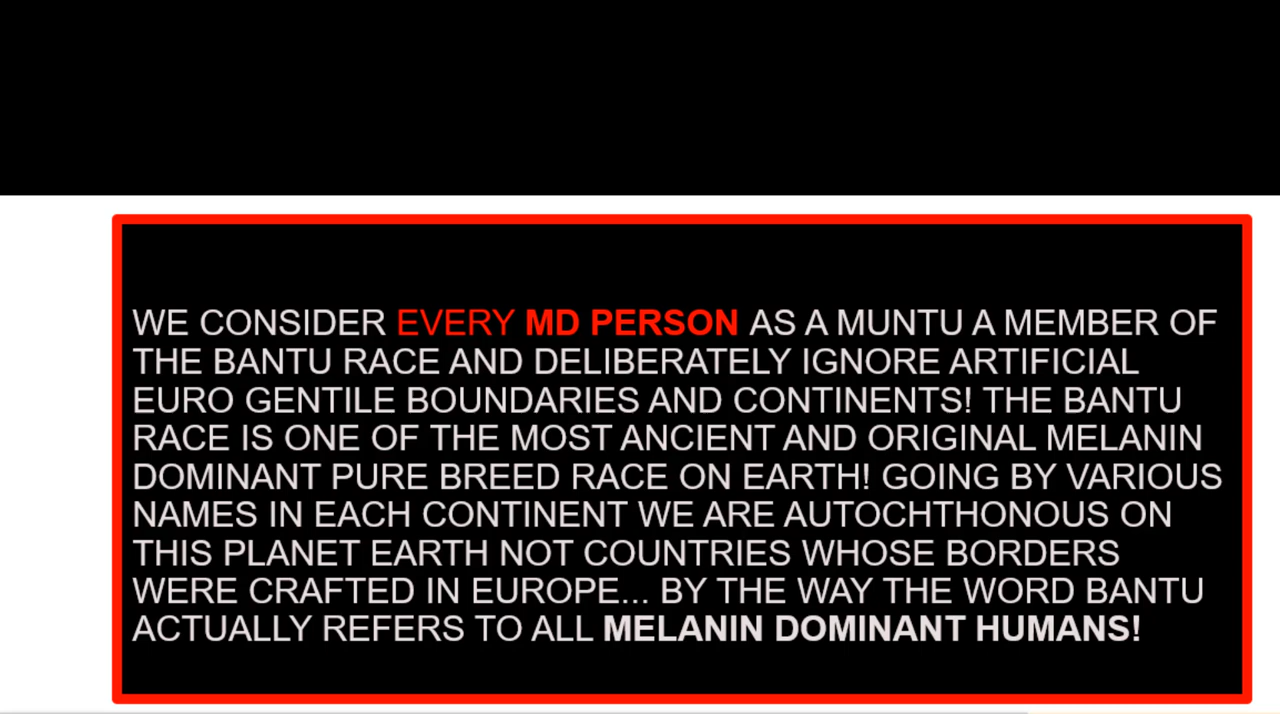 WE CONSIDER EVERY MD PERSON AS A MUNTU A MEMBER OF
THE BANTU RACE AND DELIBERATELY IGNORE ARTIFICIAL
EURO GENTILE BOUNDARIES AND CONTINENTS! THE BANTU
RACE IS ONE OF THE MOST ANCIENT AND ORIGINAL MELANIN
DOMINANT PURE BREED RACE ON EARTH! GOING BY VARIOUS
NAMES IN EACH CONTINENT WE ARE AUTOCHTHONOUS ON
THIS PLANET EARTH NOT COUNTRIES WHOSE BORDERS
WERE CRAFTED IN EUROPE... BY THE WAY THE WORD BANTU
ACTUALLY REFERS TO ALL MELANIN DOMINANT HUMANS!